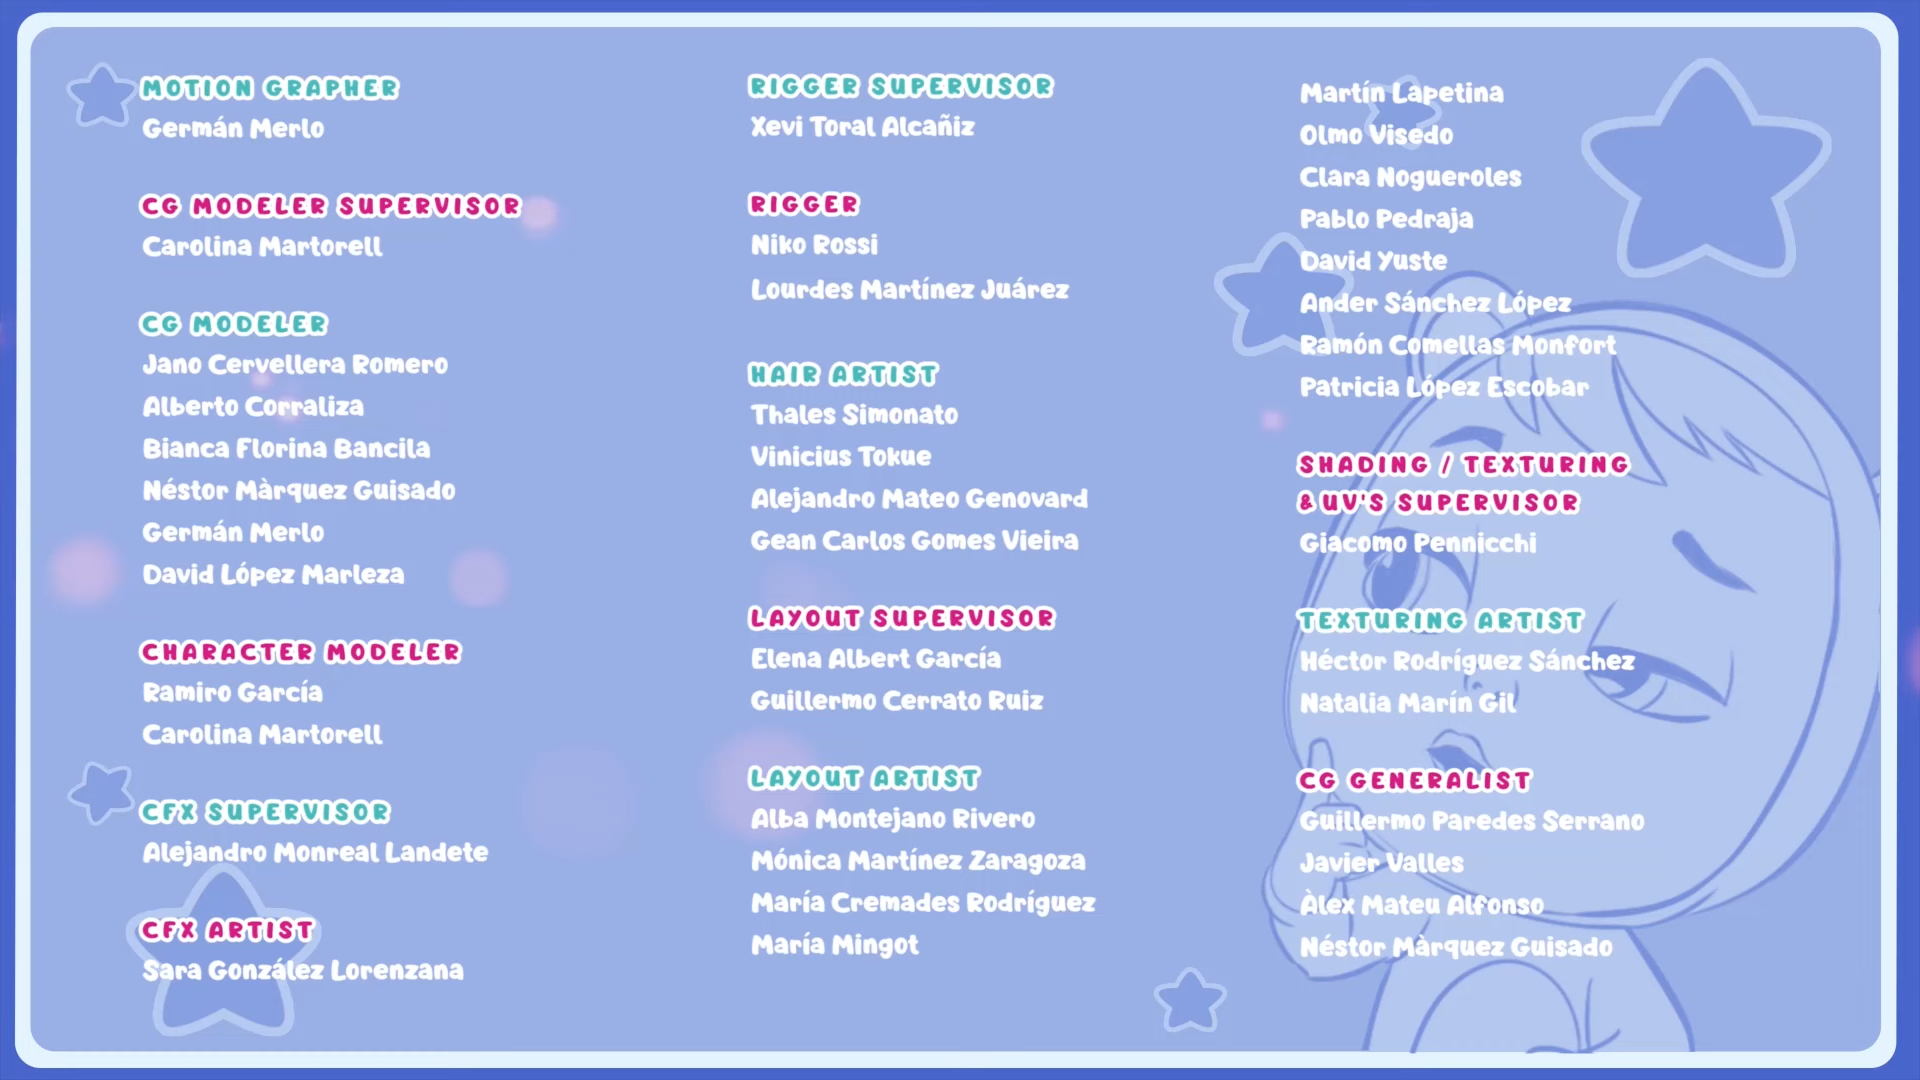 MOTION GRAPHER
Germán Merlo
CG MODELER SUPERVISOR
Carolina Martorell
CG MODELER
Jano Cervellera Romero
Alberto Corraliza
Bianca Florina Bancila
Néstor Màrquez Guisado
Germán Merlo
David López Marleza
CHARACTER MODELER
Ramiro García
Carolina Martorell
CFX SUPERVISOR
Alejandro Monreal Landete
CFX ARTIST
Sara González Lorenzana
RIGGER SUPERVISOR
Xevi Toral Alcañiz
RIGGER
Niko Rossi
Lourdes Martínez Juárez
HAIR ARTIST
Thales Simonato
Vinicius Tokue
Alejandro Mateo Genovard
Gean Carlos Gomes Vieira
LAYOUT SUPERVISOR
Elena Albert García
Guillermo Cerrato Ruiz
LAYOUT ARTIST
Alba Montejano Rivero
Mónica Martínez Zaragoza
María Cremades Rodríguez
María Mingot
Martín Lapetina
Olmo Visedo
Clara Nogueroles
Pablo Pedraja
David Yuste
Ander Sánchez López
Ramón Comellas Monfort
Patricia López Escobar
SHADING / TEXTURING
& UV'S SUPERVISOR
Giacomo Pennicchi
TEXTURING ARTIST
Héctor Rodríguez Sánchez
Natalia Marín Gil
CG GENERALIST
Guillermo Paredes Serrano
Javier Valles
Àlex Mateu Alfonso
Néstor Màrquez Guisado